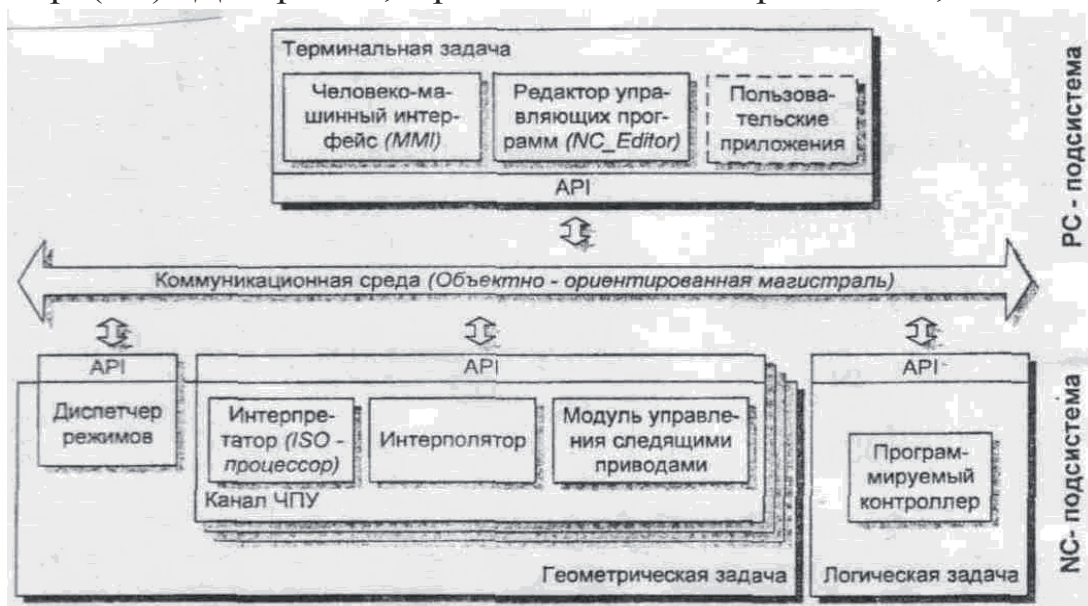 Терминальная задача
Человеко-ма-
шинный интер-
фейс (MMI)
Редактор упра-
вляющих прог-
рамм (NC_Editor)
Пользова-
тельские
приложения
API
PC - подсистема
Коммуникационная среда (Объектно - ориентированная магистраль)
API
Диспетчер
режимов
API
Интерпре-
татор (ISO -
процессор)
Интерполятор
Модуль управле-
ния следящими
приводами
Канал ЧПУ
Геометрическая задача
API
Програм-
мируемый
контроллер
Логическая задача
NC- подсистема